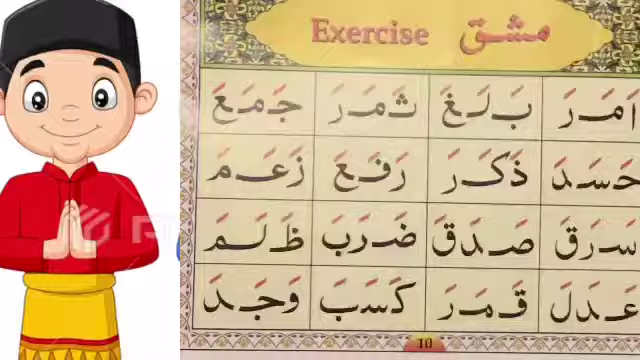 مشق Exercise
اَمَرَ بَلَغَ ثَمَرَ جَمَعَ
حَسَدَ ذَكَرَ رَفَعَ زَعَمَ
سَرَقَ صَدَقَ ضَرَبَ ظَلَمَ
عَدَلَ قَمَرَ كَسَبَ وَجَدَ
10